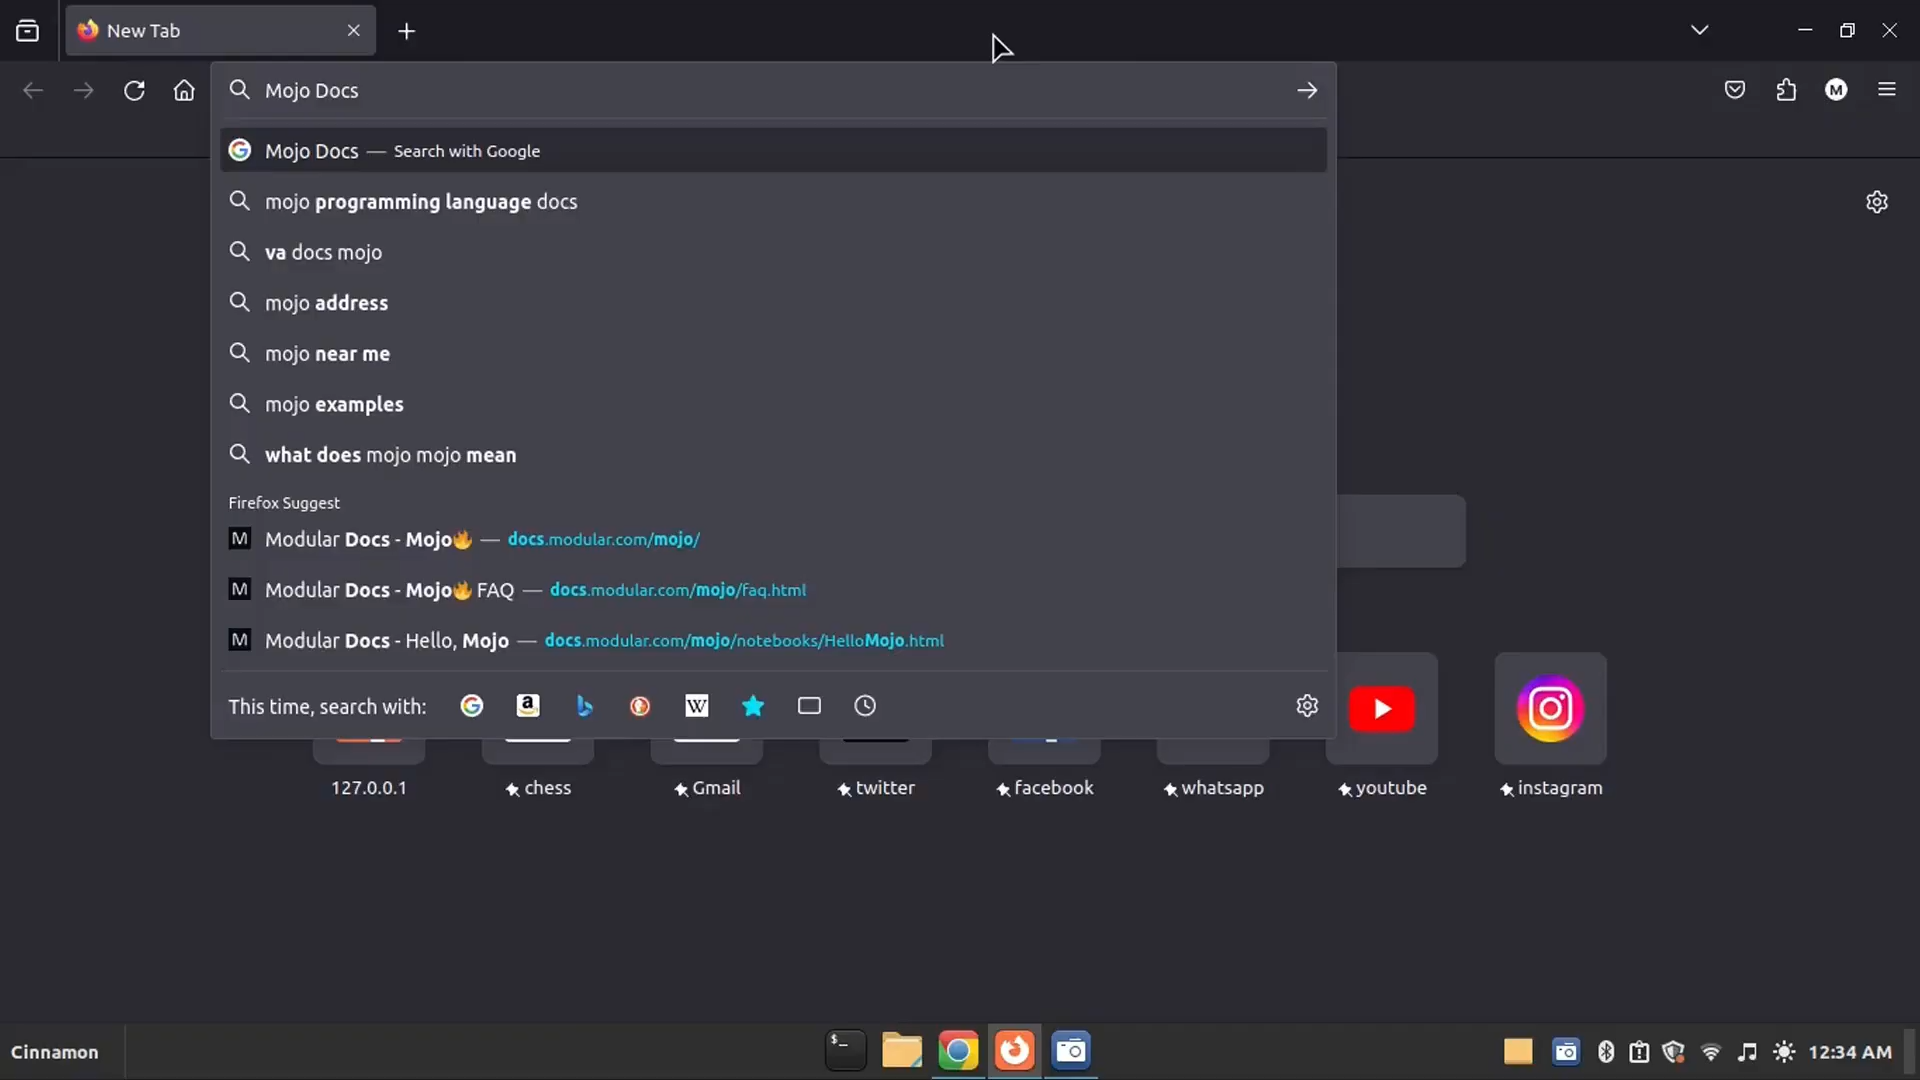 New Tab
Mojo Docs
Mojo Docs — Search with Google
mojo programming language docs
va docs mojo
mojo address
mojo near me
mojo examples
what does mojo mojo mean
Firefox Suggest
M Modular Docs - Mojo🔥 — docs.modular.com/mojo/
M Modular Docs - Mojo🔥 FAQ — docs.modular.com/mojo/faq.html
M Modular Docs - Hello, Mojo — docs.modular.com/mojo/notebooks/HelloMojo.html
This time, search with:
127.0.0.1
chess
Gmail
twitter
facebook
whatsapp
youtube
instagram
Cinnamon
12:34 AM